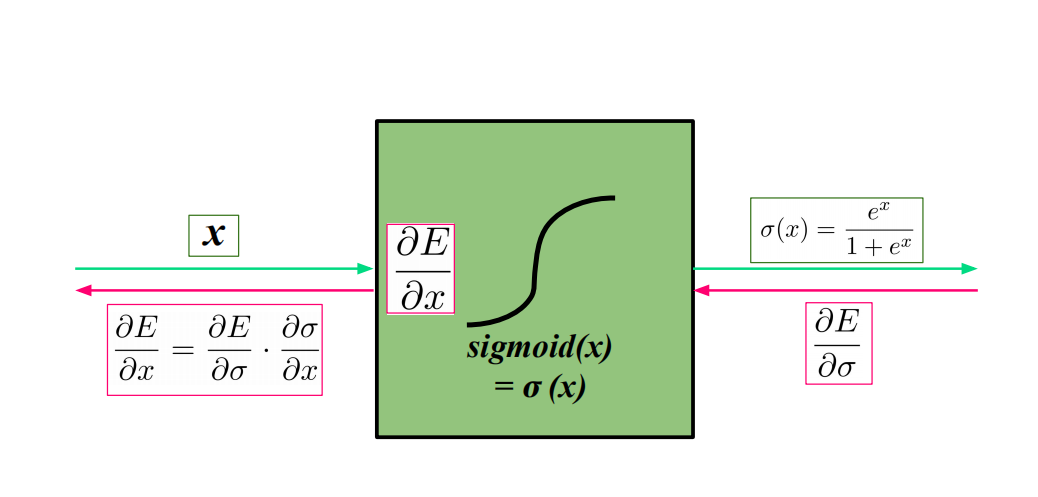 x
σ(x) = e^x / (1 + e^x)
∂E/∂x
∂E/∂x = ∂E/∂σ · ∂σ/∂x
sigmoid(x)
= σ (x)
∂E/∂σ